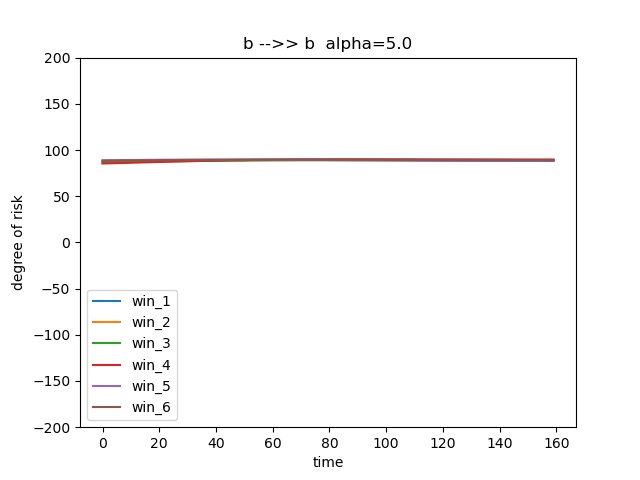 b -->> b  alpha=5.0
200
150
100
50
0
−50
−100
−150
−200
degree of risk
win_1
win_2
win_3
win_4
win_5
win_6
0 20 40 60 80 100 120 140 160
time